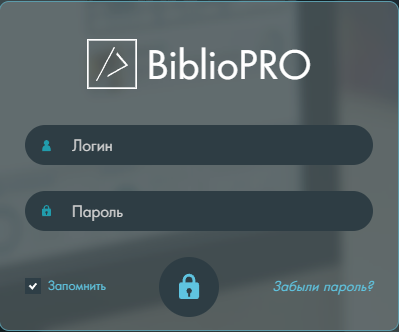 BiblioPRO
Логин
Пароль
Запомнить
Забыли пароль?